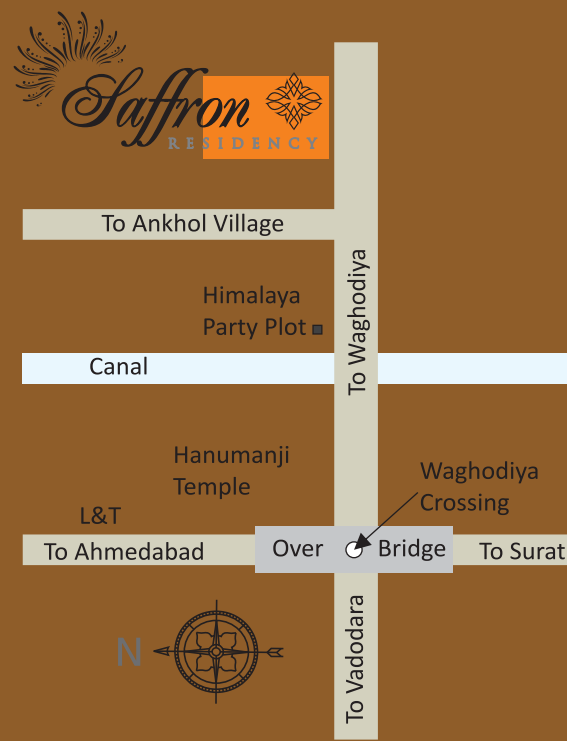 Saffron
RESIDENCY
To Ankhol Village
Himalaya
Party Plot
To Waghodiya
Canal
Hanumanji
Temple
Waghodiya
Crossing
L&T
To Ahmedabad
Over
Bridge
To Surat
N
To Vadodara